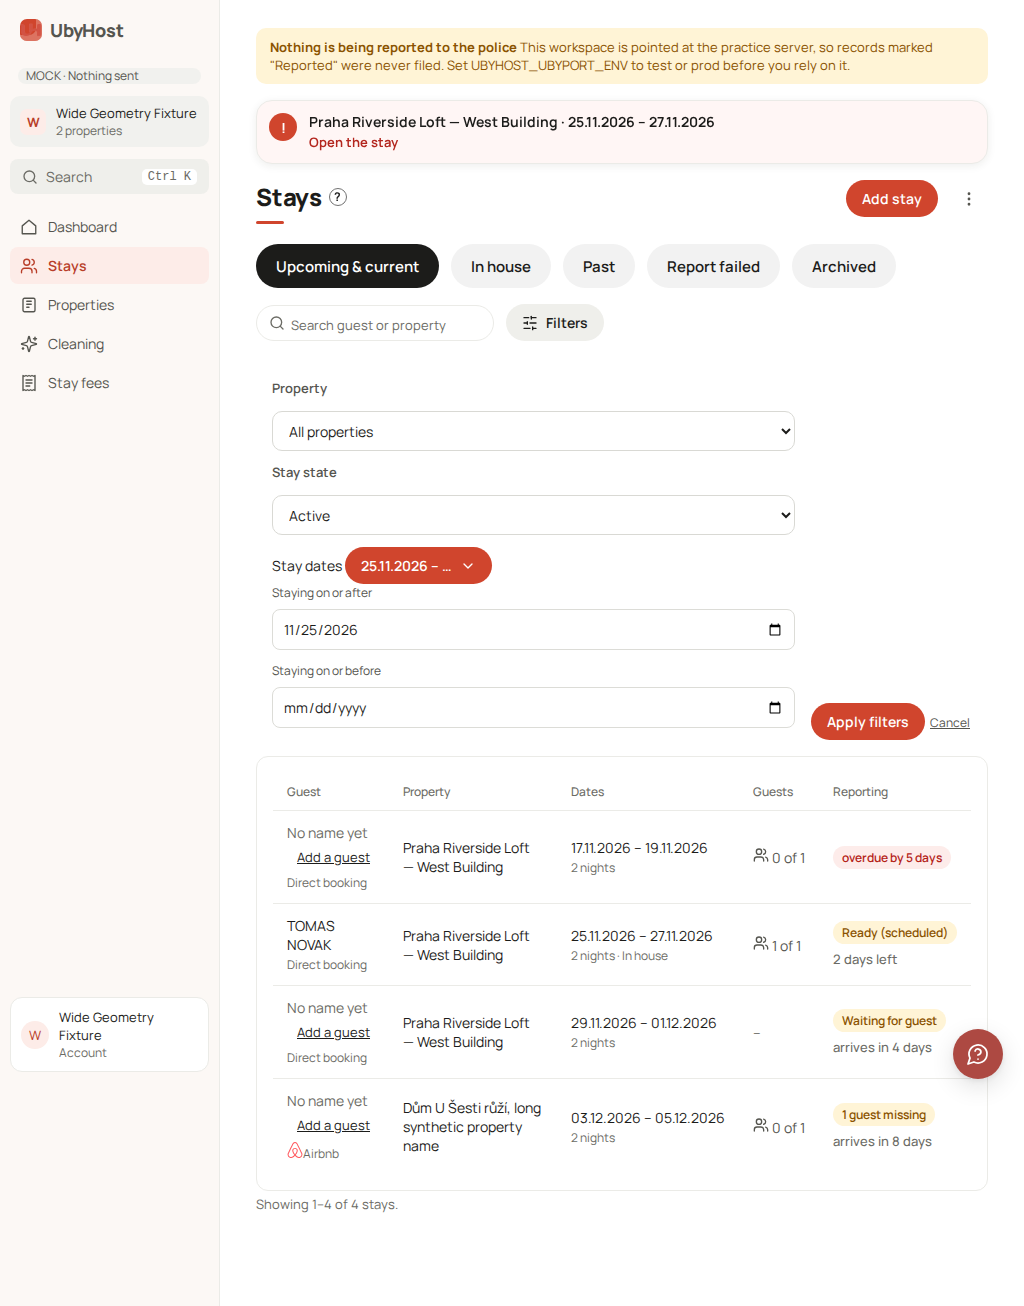 UbyHost
MOCK · Nothing sent
W
Wide Geometry Fixture
2 properties
Search
Ctrl K
Dashboard
Stays
Properties
Cleaning
Stay fees
W
Wide Geometry
Fixture
Account
Nothing is being reported to the police This workspace is pointed at the practice server, so records marked
"Reported" were never filed. Set UBYHOST_UBYPORT_ENV to test or prod before you rely on it.
!
Praha Riverside Loft — West Building · 25.11.2026 – 27.11.2026
Open the stay
Stays ?
Add stay
Upcoming & current
In house
Past
Report failed
Archived
Search guest or property
Filters
Property
All properties
Stay state
Active
Stay dates 25.11.2026 – ...
Staying on or after
11/25/2026
Staying on or before
mm/dd/yyyy
Apply filters
Cancel
Guest Property Dates Guests Reporting
No name yet
Add a guest
Direct booking
Praha Riverside Loft
— West Building
17.11.2026 – 19.11.2026
2 nights
0 of 1
overdue by 5 days
TOMAS
NOVAK
Direct booking
Praha Riverside Loft
— West Building
25.11.2026 – 27.11.2026
2 nights · In house
1 of 1
Ready (scheduled)
2 days left
No name yet
Add a guest
Direct booking
Praha Riverside Loft
— West Building
29.11.2026 – 01.12.2026
2 nights
–
Waiting for guest
arrives in 4 days
No name yet
Add a guest
Airbnb
Dům U Šesti růží, long
synthetic property
name
03.12.2026 – 05.12.2026
2 nights
0 of 1
1 guest missing
arrives in 8 days
Showing 1–4 of 4 stays.